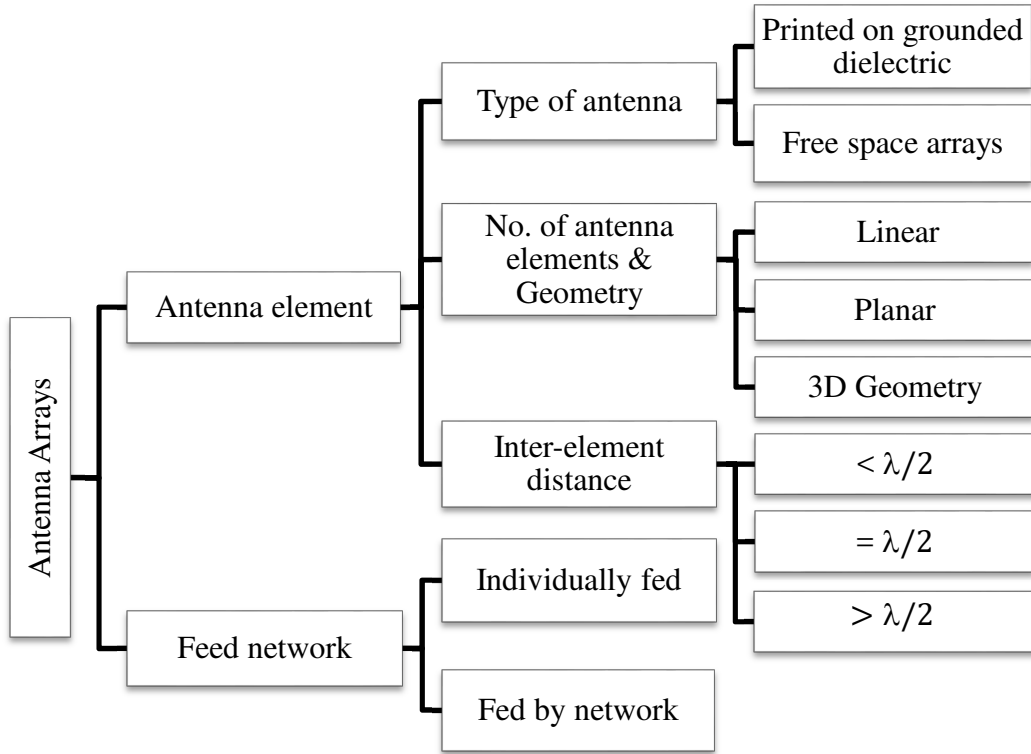 Antenna Arrays
Antenna element
Feed network
Type of antenna
No. of antenna
elements &
Geometry
Inter-element
distance
Individually fed
Fed by network
Printed on grounded
dielectric
Free space arrays
Linear
Planar
3D Geometry
< λ/2
= λ/2
> λ/2